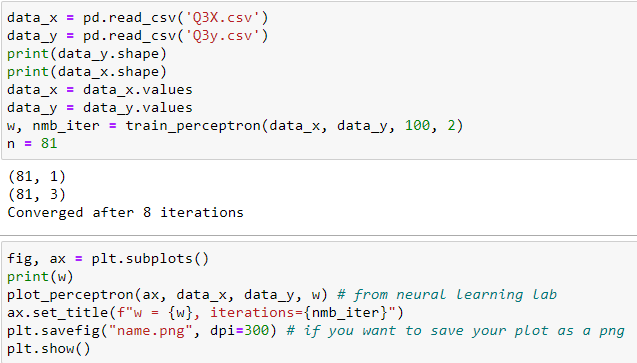 data_x = pd.read_csv('Q3X.csv')
data_y = pd.read_csv('Q3y.csv')
print(data_y.shape)
print(data_x.shape)
data_x = data_x.values
data_y = data_y.values
w, nmb_iter = train_perceptron(data_x, data_y, 100, 2)
n = 81
(81, 1)
(81, 3)
Converged after 8 iterations
fig, ax = plt.subplots()
print(w)
plot_perceptron(ax, data_x, data_y, w) # from neural learning lab
ax.set_title(f"w = {w}, iterations={nmb_iter}")
plt.savefig("name.png", dpi=300) # if you want to save your plot as a png
plt.show()